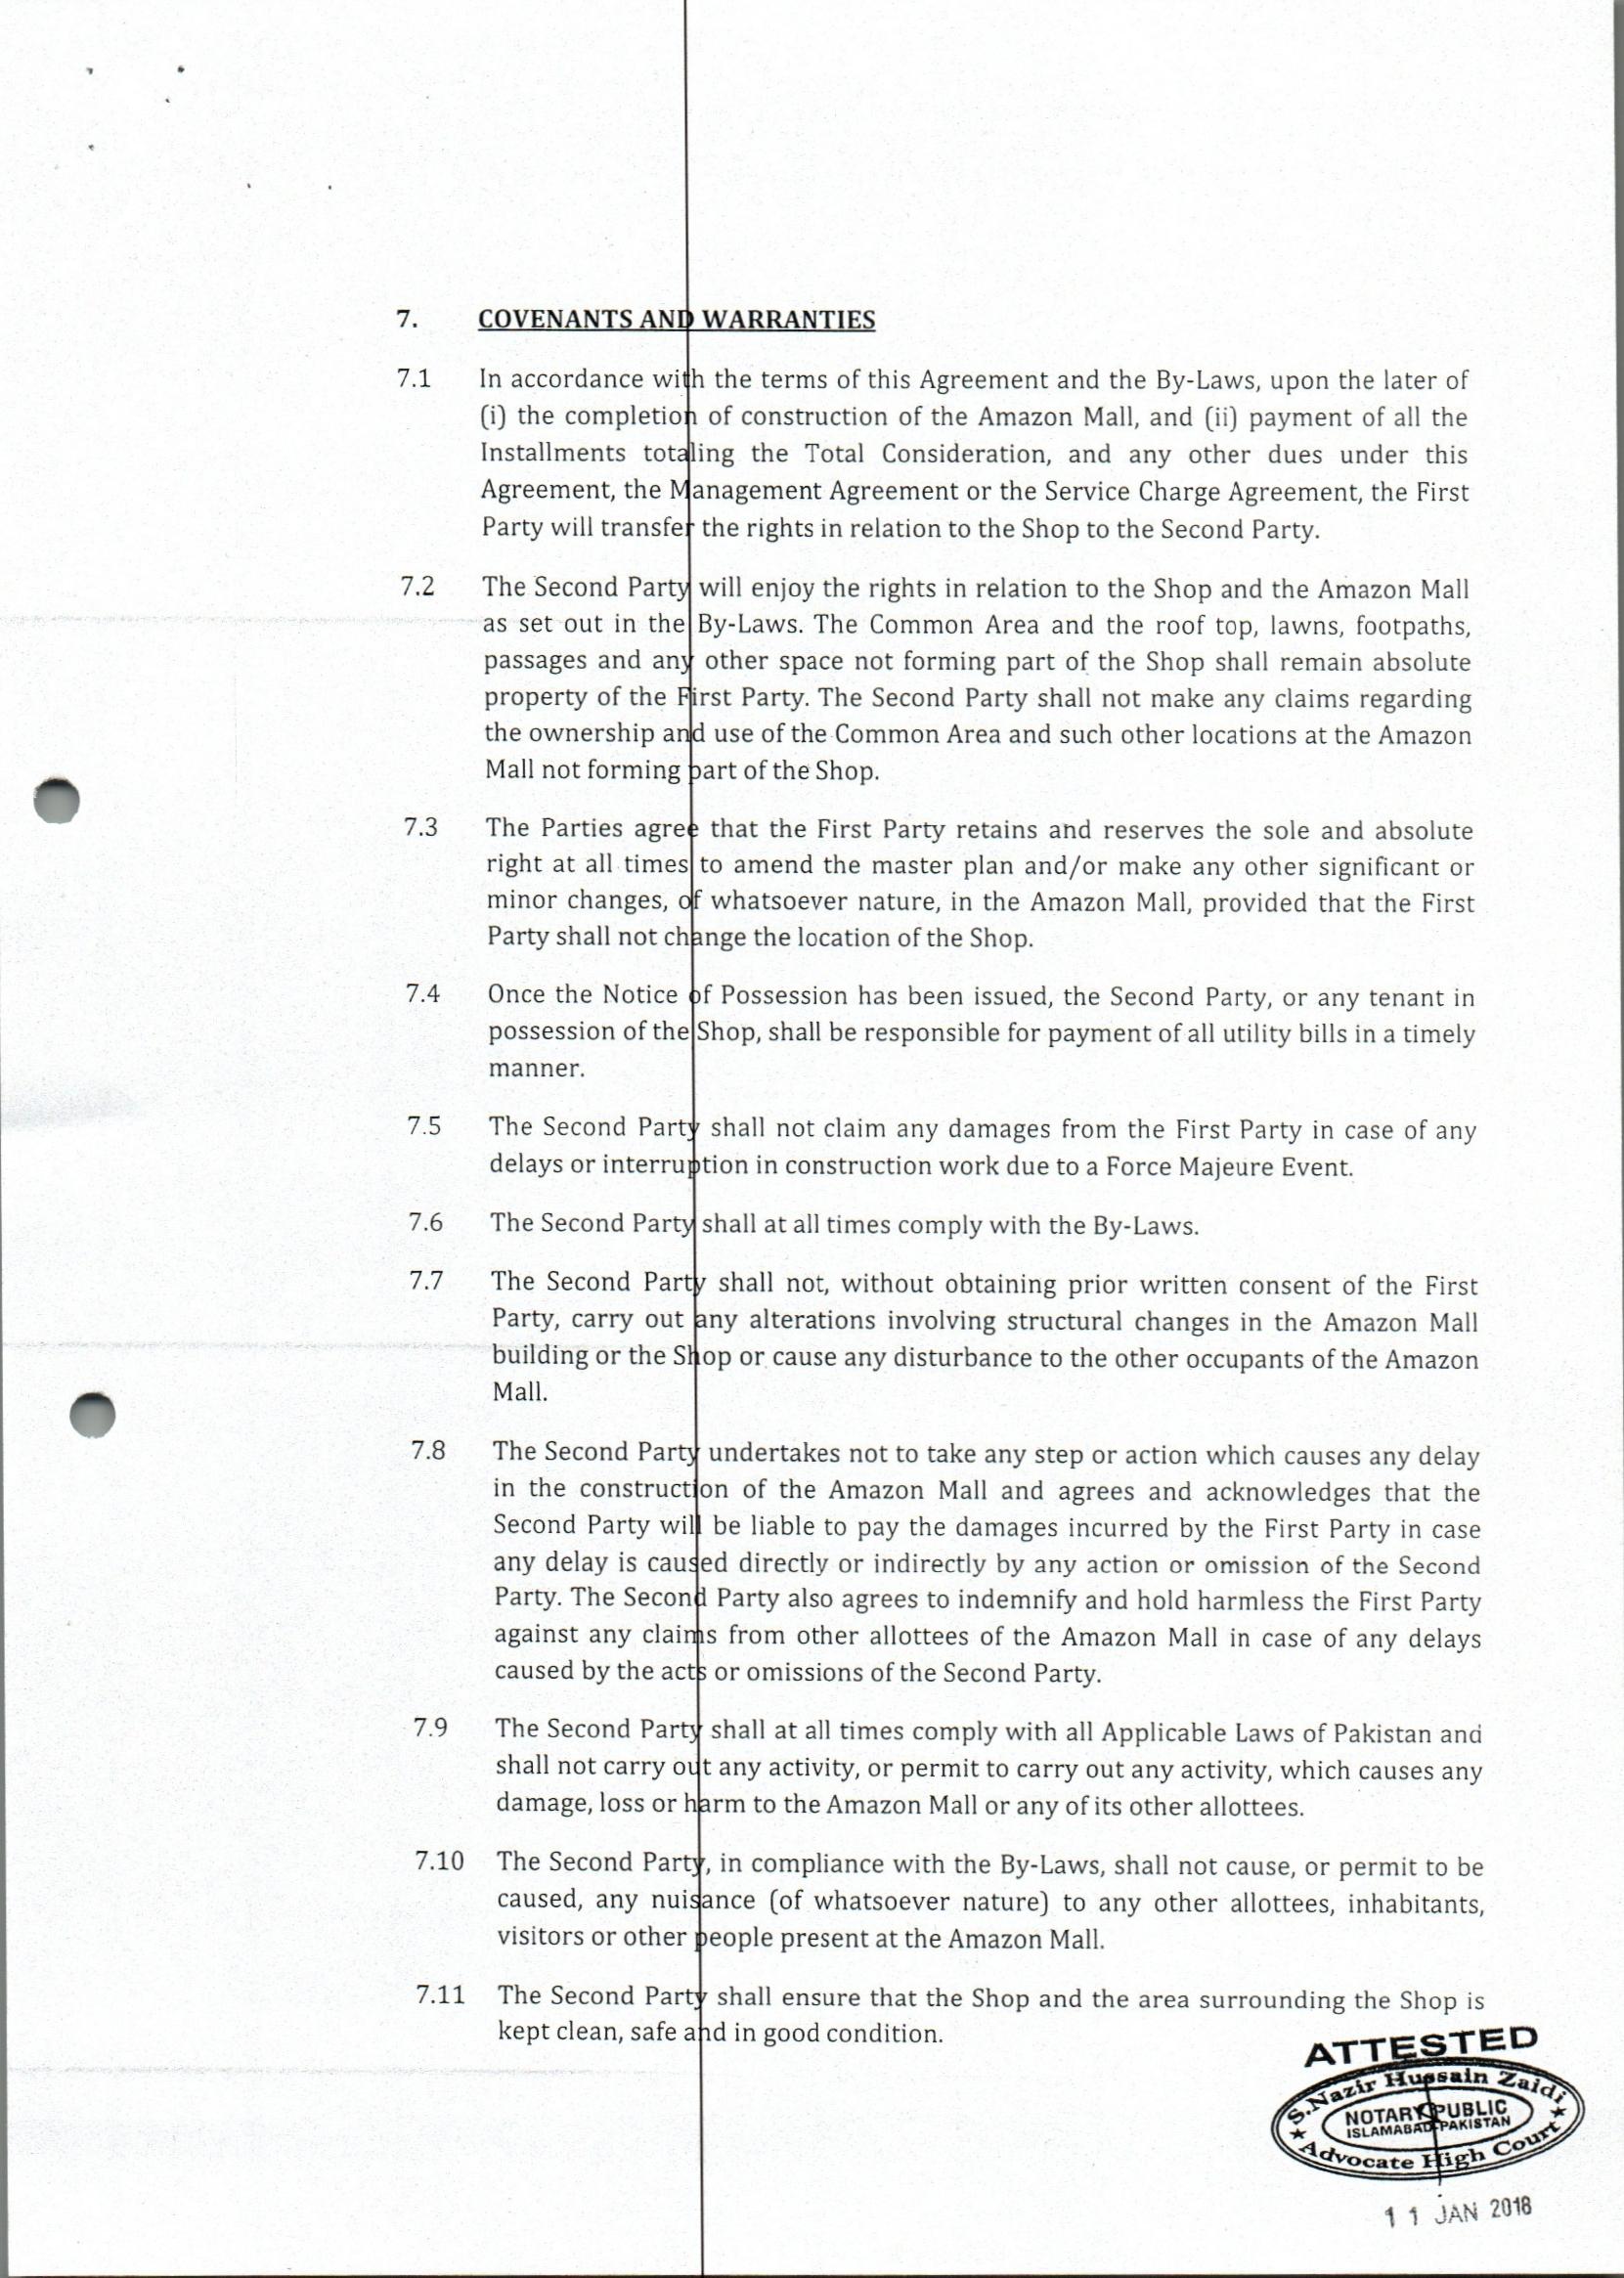 7. COVENANTS AND WARRANTIES
7.1 In accordance with the terms of this Agreement and the By-Laws, upon the later of
(i) the completion of construction of the Amazon Mall, and (ii) payment of all the
Installments totaling the Total Consideration, and any other dues under this
Agreement, the Management Agreement or the Service Charge Agreement, the First
Party will transfer the rights in relation to the Shop to the Second Party.
7.2 The Second Party will enjoy the rights in relation to the Shop and the Amazon Mall
as set out in the By-Laws. The Common Area and the roof top, lawns, footpaths,
passages and any other space not forming part of the Shop shall remain absolute
property of the First Party. The Second Party shall not make any claims regarding
the ownership and use of the Common Area and such other locations at the Amazon
Mall not forming part of the Shop.
7.3 The Parties agree that the First Party retains and reserves the sole and absolute
right at all times to amend the master plan and/or make any other significant or
minor changes, of whatsoever nature, in the Amazon Mall, provided that the First
Party shall not change the location of the Shop.
7.4 Once the Notice of Possession has been issued, the Second Party, or any tenant in
possession of the Shop, shall be responsible for payment of all utility bills in a timely
manner.
7.5 The Second Party shall not claim any damages from the First Party in case of any
delays or interruption in construction work due to a Force Majeure Event.
7.6 The Second Party shall at all times comply with the By-Laws.
7.7 The Second Party shall not, without obtaining prior written consent of the First
Party, carry out any alterations involving structural changes in the Amazon Mall
building or the Shop or cause any disturbance to the other occupants of the Amazon
Mall.
7.8 The Second Party undertakes not to take any step or action which causes any delay
in the construction of the Amazon Mall and agrees and acknowledges that the
Second Party will be liable to pay the damages incurred by the First Party in case
any delay is caused directly or indirectly by any action or omission of the Second
Party. The Second Party also agrees to indemnify and hold harmless the First Party
against any claims from other allottees of the Amazon Mall in case of any delays
caused by the acts or omissions of the Second Party.
7.9 The Second Party shall at all times comply with all Applicable Laws of Pakistan and
shall not carry out any activity, or permit to carry out any activity, which causes any
damage, loss or harm to the Amazon Mall or any of its other allottees.
7.10 The Second Party, in compliance with the By-Laws, shall not cause, or permit to be
caused, any nuisance (of whatsoever nature) to any other allottees, inhabitants,
visitors or other people present at the Amazon Mall.
7.11 The Second Party shall ensure that the Shop and the area surrounding the Shop is
kept clean, safe and in good condition.
ATTESTED
S.Nazir Hussain Zaidi
NOTARY PUBLIC
ISLAMABAD PAKISTAN
Advocate High Court
11 JAN 2018